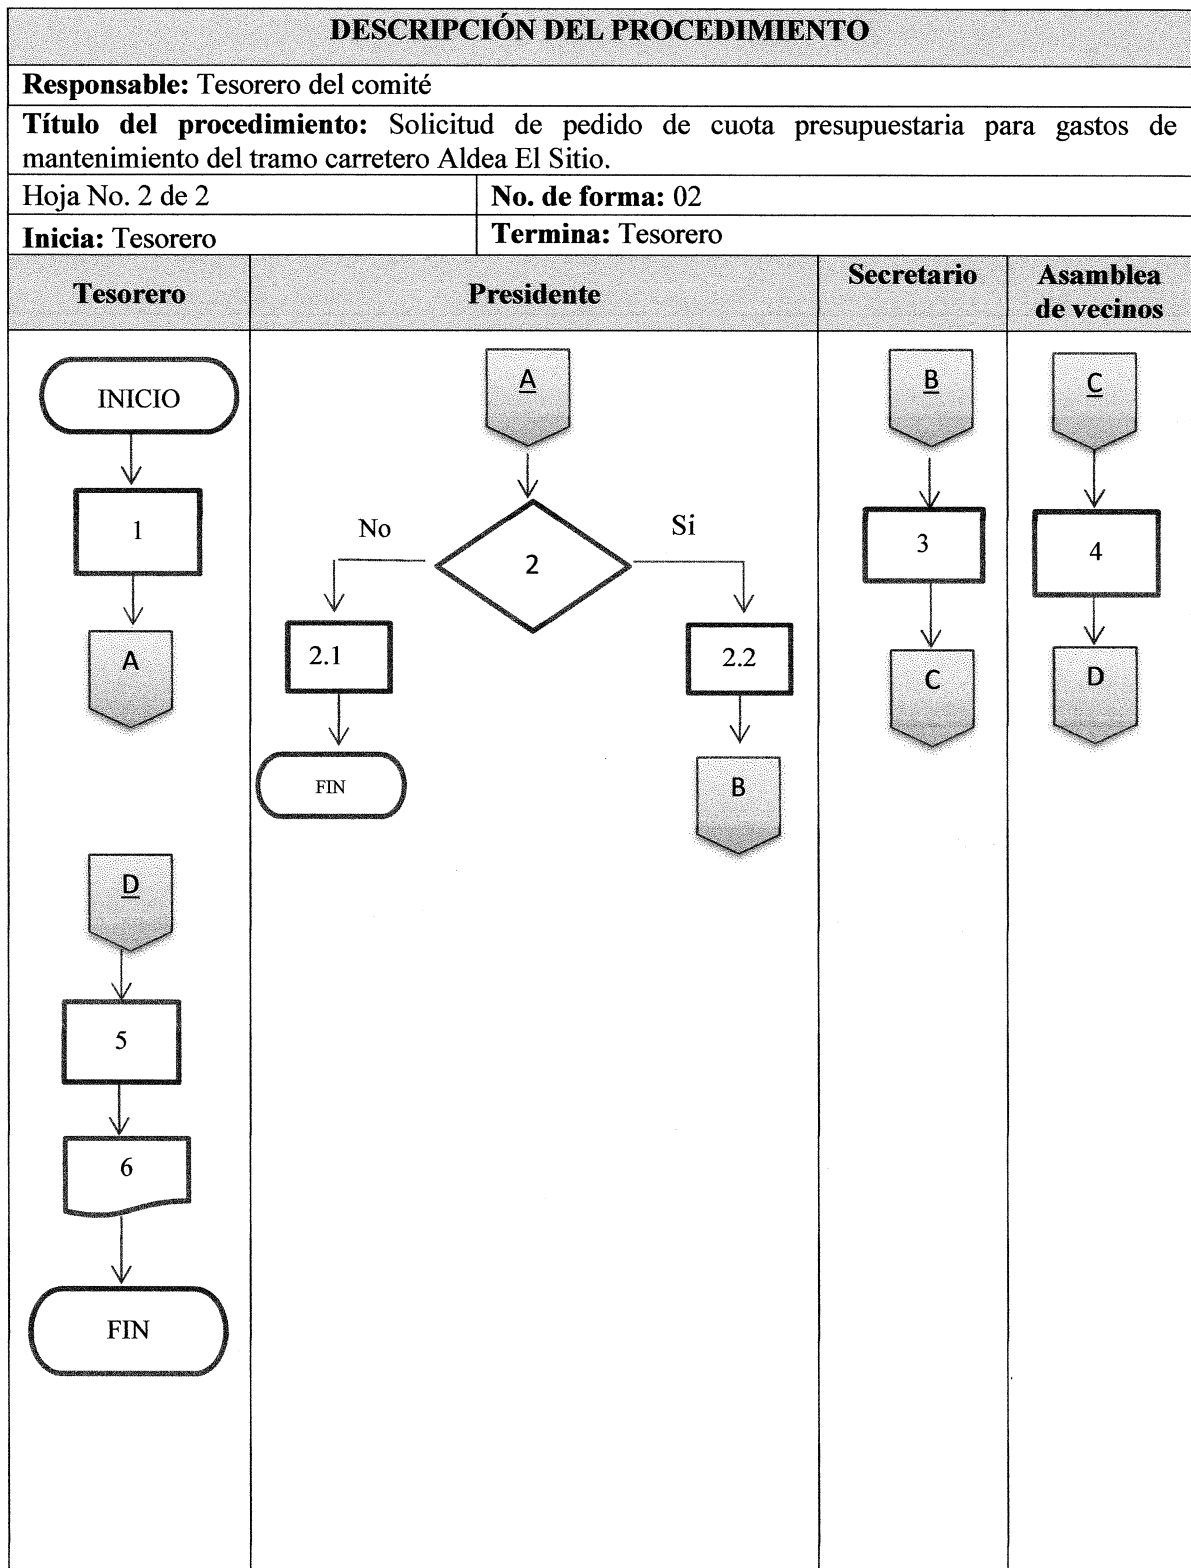 DESCRIPCIÓN DEL PROCEDIMIENTO
Responsable: Tesorero del comité
Título del procedimiento: Solicitud de pedido de cuota presupuestaria para gastos de
mantenimiento del tramo carretero Aldea El Sitio.
Hoja No. 2 de 2
No. de forma: 02
Inicia: Tesorero
Termina: Tesorero
Tesorero
Presidente
Secretario
Asamblea
de vecinos
INICIO
1
A
D
5
6
FIN
A
2
No
Si
2.1
FIN
2.2
B
B
3
C
C
4
D